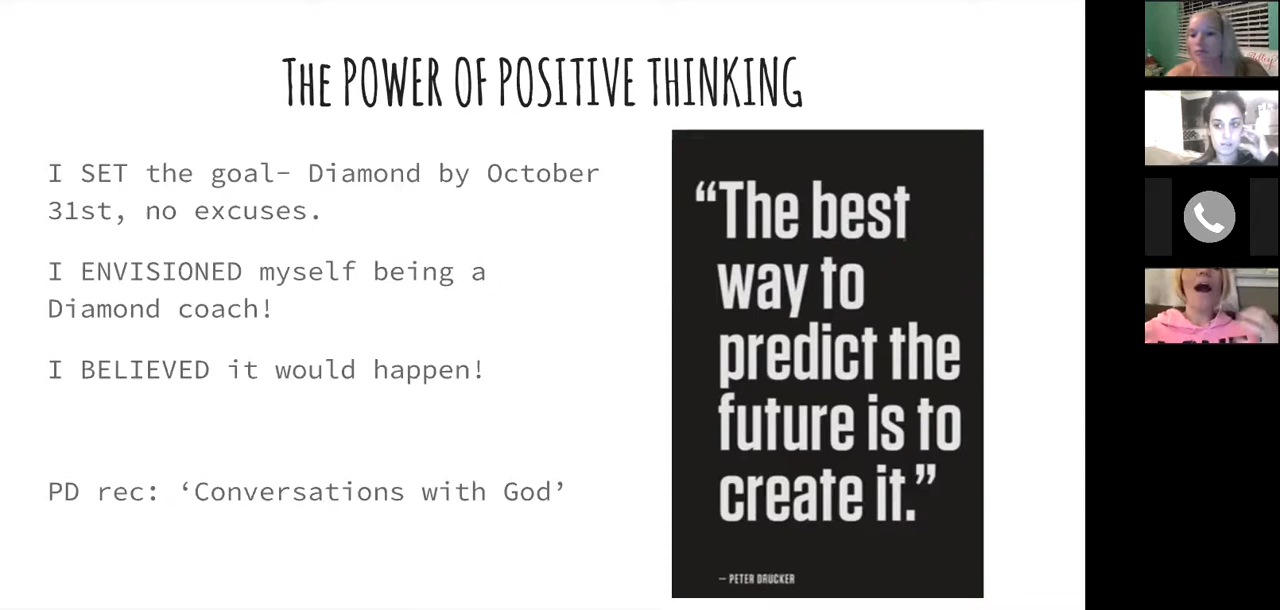 The POWER OF POSITIVE THINKING
I SET the goal- Diamond by October
31st, no excuses.
I ENVISIONED myself being a
Diamond coach!
I BELIEVED it would happen!
PD rec: ‘Conversations with God’
“The best
way to
predict the
future is to
create it.”
— PETER DRUCKER